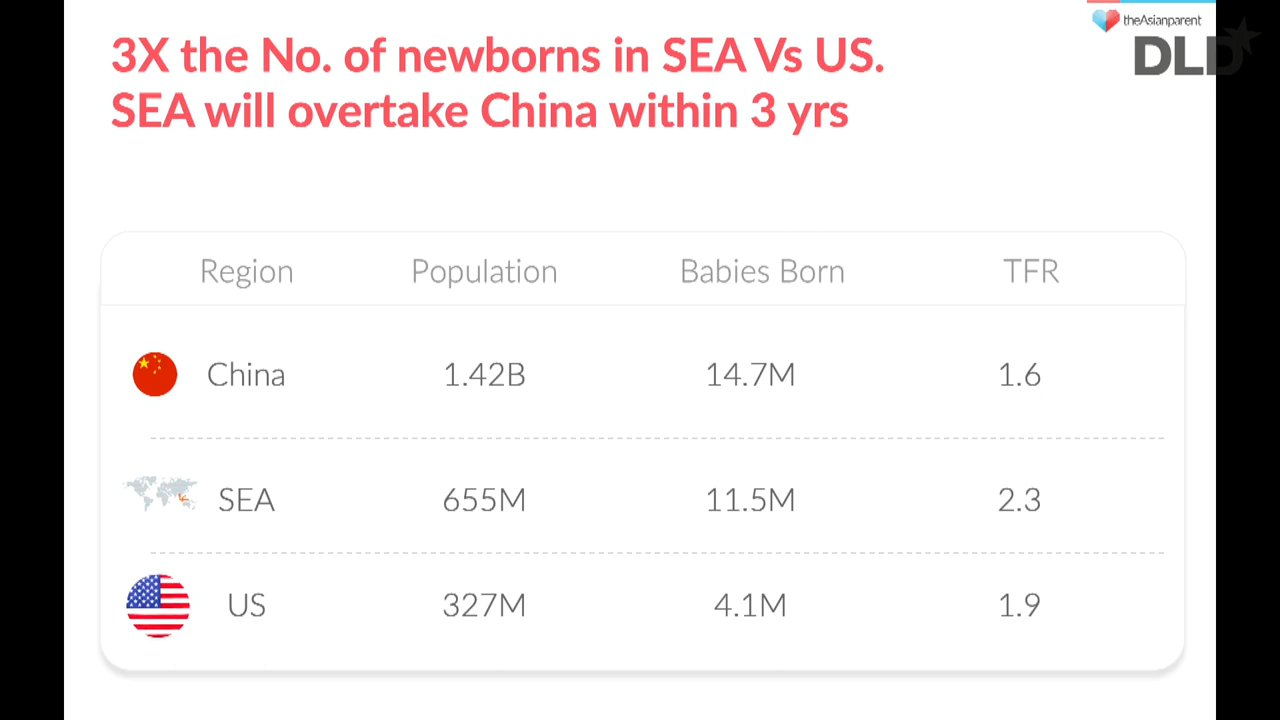 theAsianparent
DLD
3X the No. of newborns in SEA Vs US.
SEA will overtake China within 3 yrs
Region Population Babies Born TFR
China 1.42B 14.7M 1.6
SEA 655M 11.5M 2.3
US 327M 4.1M 1.9